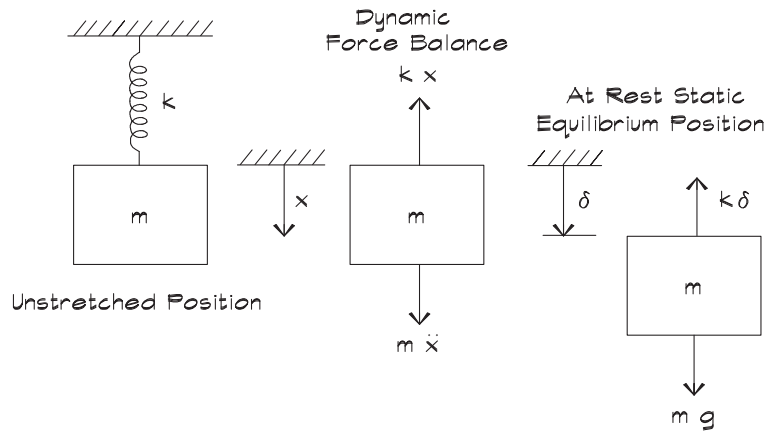 k
m
Unstretched Position
x
Dynamic
Force Balance
k x
m
m ẍ
At Rest Static
Equilibrium Position
δ
k δ
m
m g